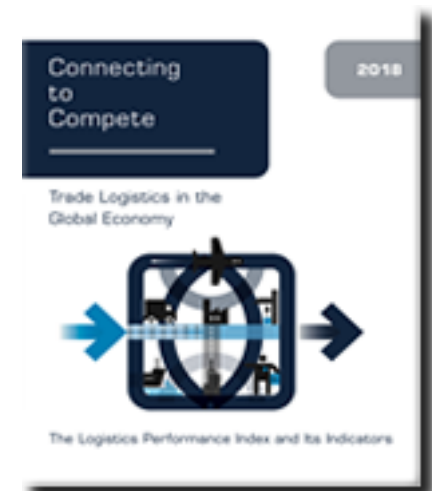 Connecting
to
Compete
2018
Trade Logistics in the
Global Economy
The Logistics Performance Index and Its Indicators